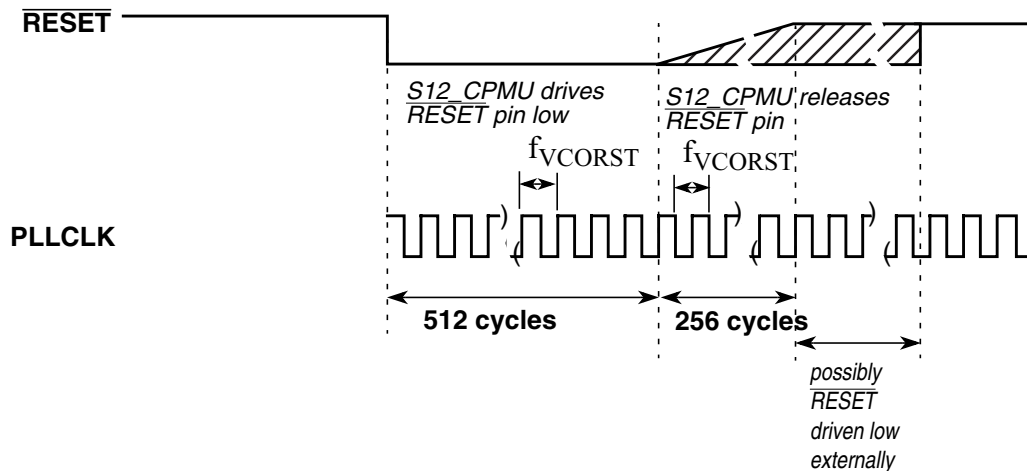 RESET
S12_CPMU drives
RESET pin low
S12_CPMU releases
RESET pin
fVCORST
fVCORST
PLLCLK
512 cycles
256 cycles
possibly
RESET
driven low
externally